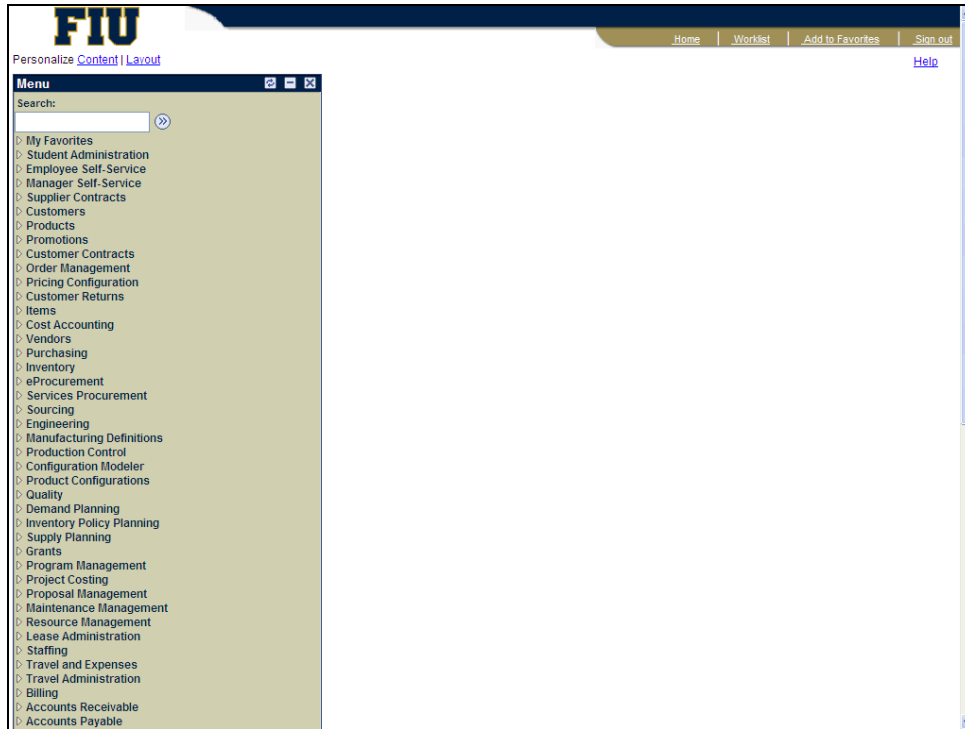 FIU
Home | Worklist | Add to Favorites | Sign out
Personalize Content | Layout
Help
Menu
Search:
My Favorites
Student Administration
Employee Self-Service
Manager Self-Service
Supplier Contracts
Customers
Products
Promotions
Customer Contracts
Order Management
Pricing Configuration
Customer Returns
Items
Cost Accounting
Vendors
Purchasing
Inventory
eProcurement
Services Procurement
Sourcing
Engineering
Manufacturing Definitions
Production Control
Configuration Modeler
Product Configurations
Quality
Demand Planning
Inventory Policy Planning
Supply Planning
Grants
Program Management
Project Costing
Proposal Management
Maintenance Management
Resource Management
Lease Administration
Staffing
Travel and Expenses
Travel Administration
Billing
Accounts Receivable
Accounts Payable